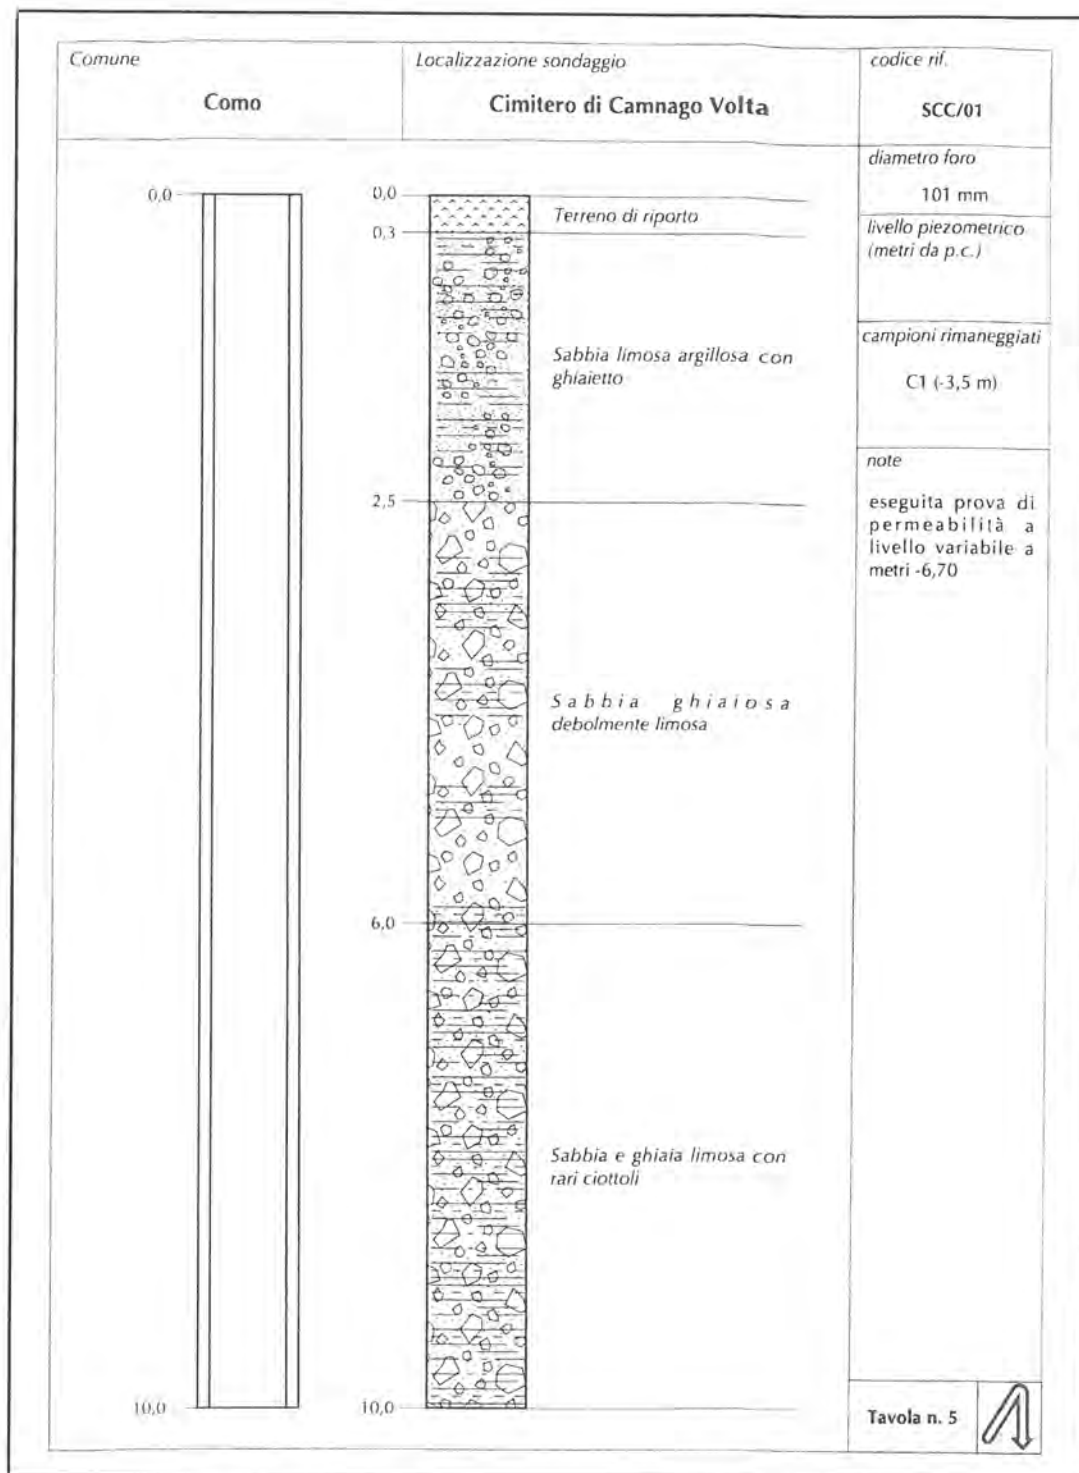 Comune
Como
Localizzazione sondaggio
Cimitero di Camnago Volta
codice rif.
SCC/01
diametro foro
101 mm
livello piezometrico
(metri da p.c.)
campioni rimaneggiati
C1 (-3,5 m)
note
eseguita prova di
permeabilità a
livello variabile a
metri -6,70
0,0
0,0
Terreno di riporto
0,3
Sabbia limosa argillosa con
ghiaietto
2,5
Sabbia ghiaiosa
debolmente limosa
6,0
Sabbia e ghiaia limosa con
rari ciottoli
10,0
10,0
Tavola n. 5